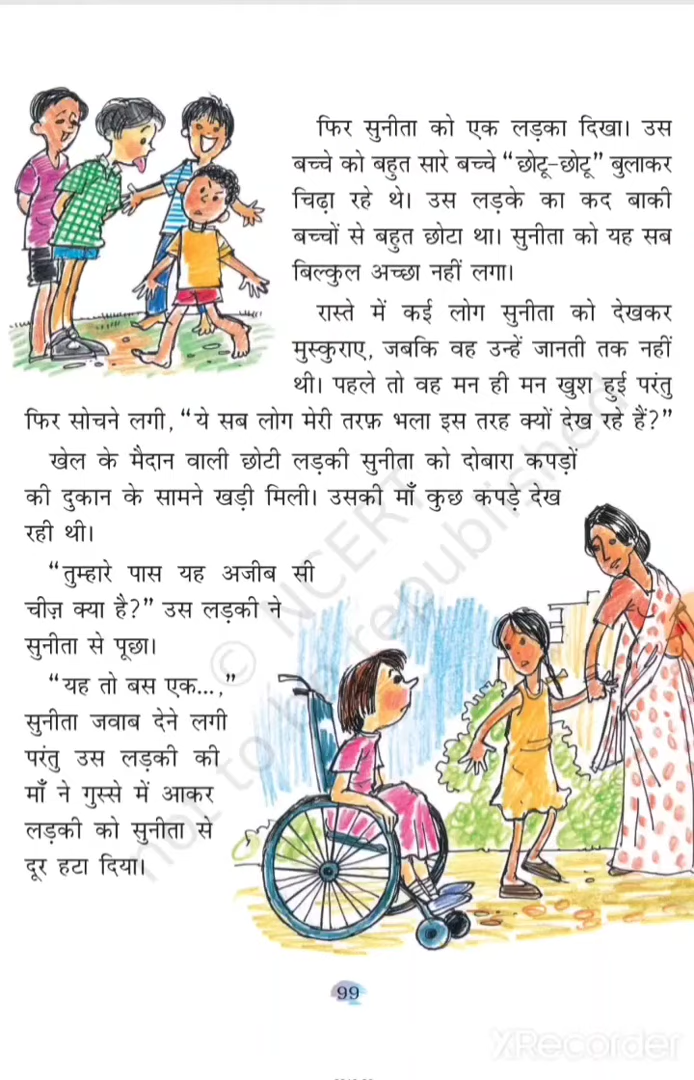 फिर सुनीता को एक लड़का दिखा। उस
बच्चे को बहुत सारे बच्चे “छोटू-छोटू” बुलाकर
चिढ़ा रहे थे। उस लड़के का कद बाकी
बच्चों से बहुत छोटा था। सुनीता को यह सब
बिल्कुल अच्छा नहीं लगा।
रास्ते में कई लोग सुनीता को देखकर
मुस्कुराए, जबकि वह उन्हें जानती तक नहीं
थी। पहले तो वह मन ही मन खुश हुई परंतु
फिर सोचने लगी, “ये सब लोग मेरी तरफ़ भला इस तरह क्यों देख रहे हैं?”
खेल के मैदान वाली छोटी लड़की सुनीता को दोबारा कपड़ों
की दुकान के सामने खड़ी मिली। उसकी माँ कुछ कपड़े देख
रही थी।
“तुम्हारे पास यह अजीब सी
चीज़ क्या है?” उस लड़की ने
सुनीता से पूछा।
“यह तो बस एक...,”
सुनीता जवाब देने लगी
परंतु उस लड़की की
माँ ने गुस्से में आकर
लड़की को सुनीता से
दूर हटा दिया।
© NCERT
not to be republished
99
XRecorder